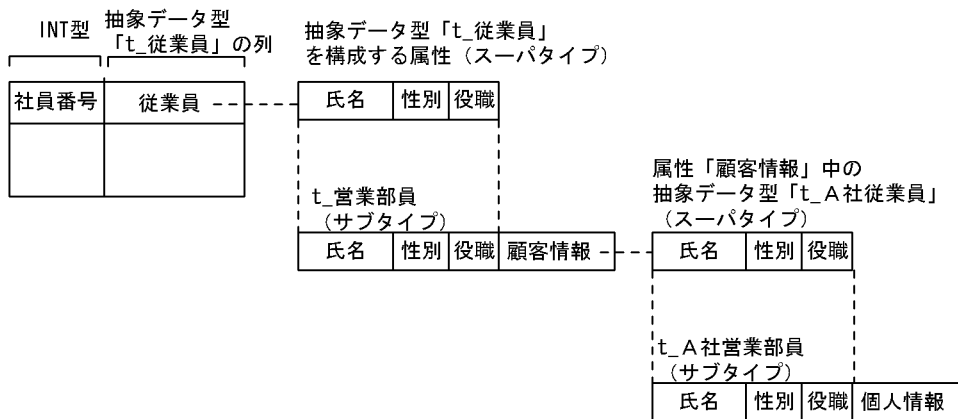 INT型
抽象データ型
「t_従業員」の列
抽象データ型「t_従業員」
を構成する属性（スーパタイプ）
社員番号 従業員
氏名 性別 役職
t_営業部員
（サブタイプ）
氏名 性別 役職 顧客情報
属性「顧客情報」中の
抽象データ型「t_Ａ社従業員」
（スーパタイプ）
氏名 性別 役職
t_Ａ社営業部員
（サブタイプ）
氏名 性別 役職 個人情報